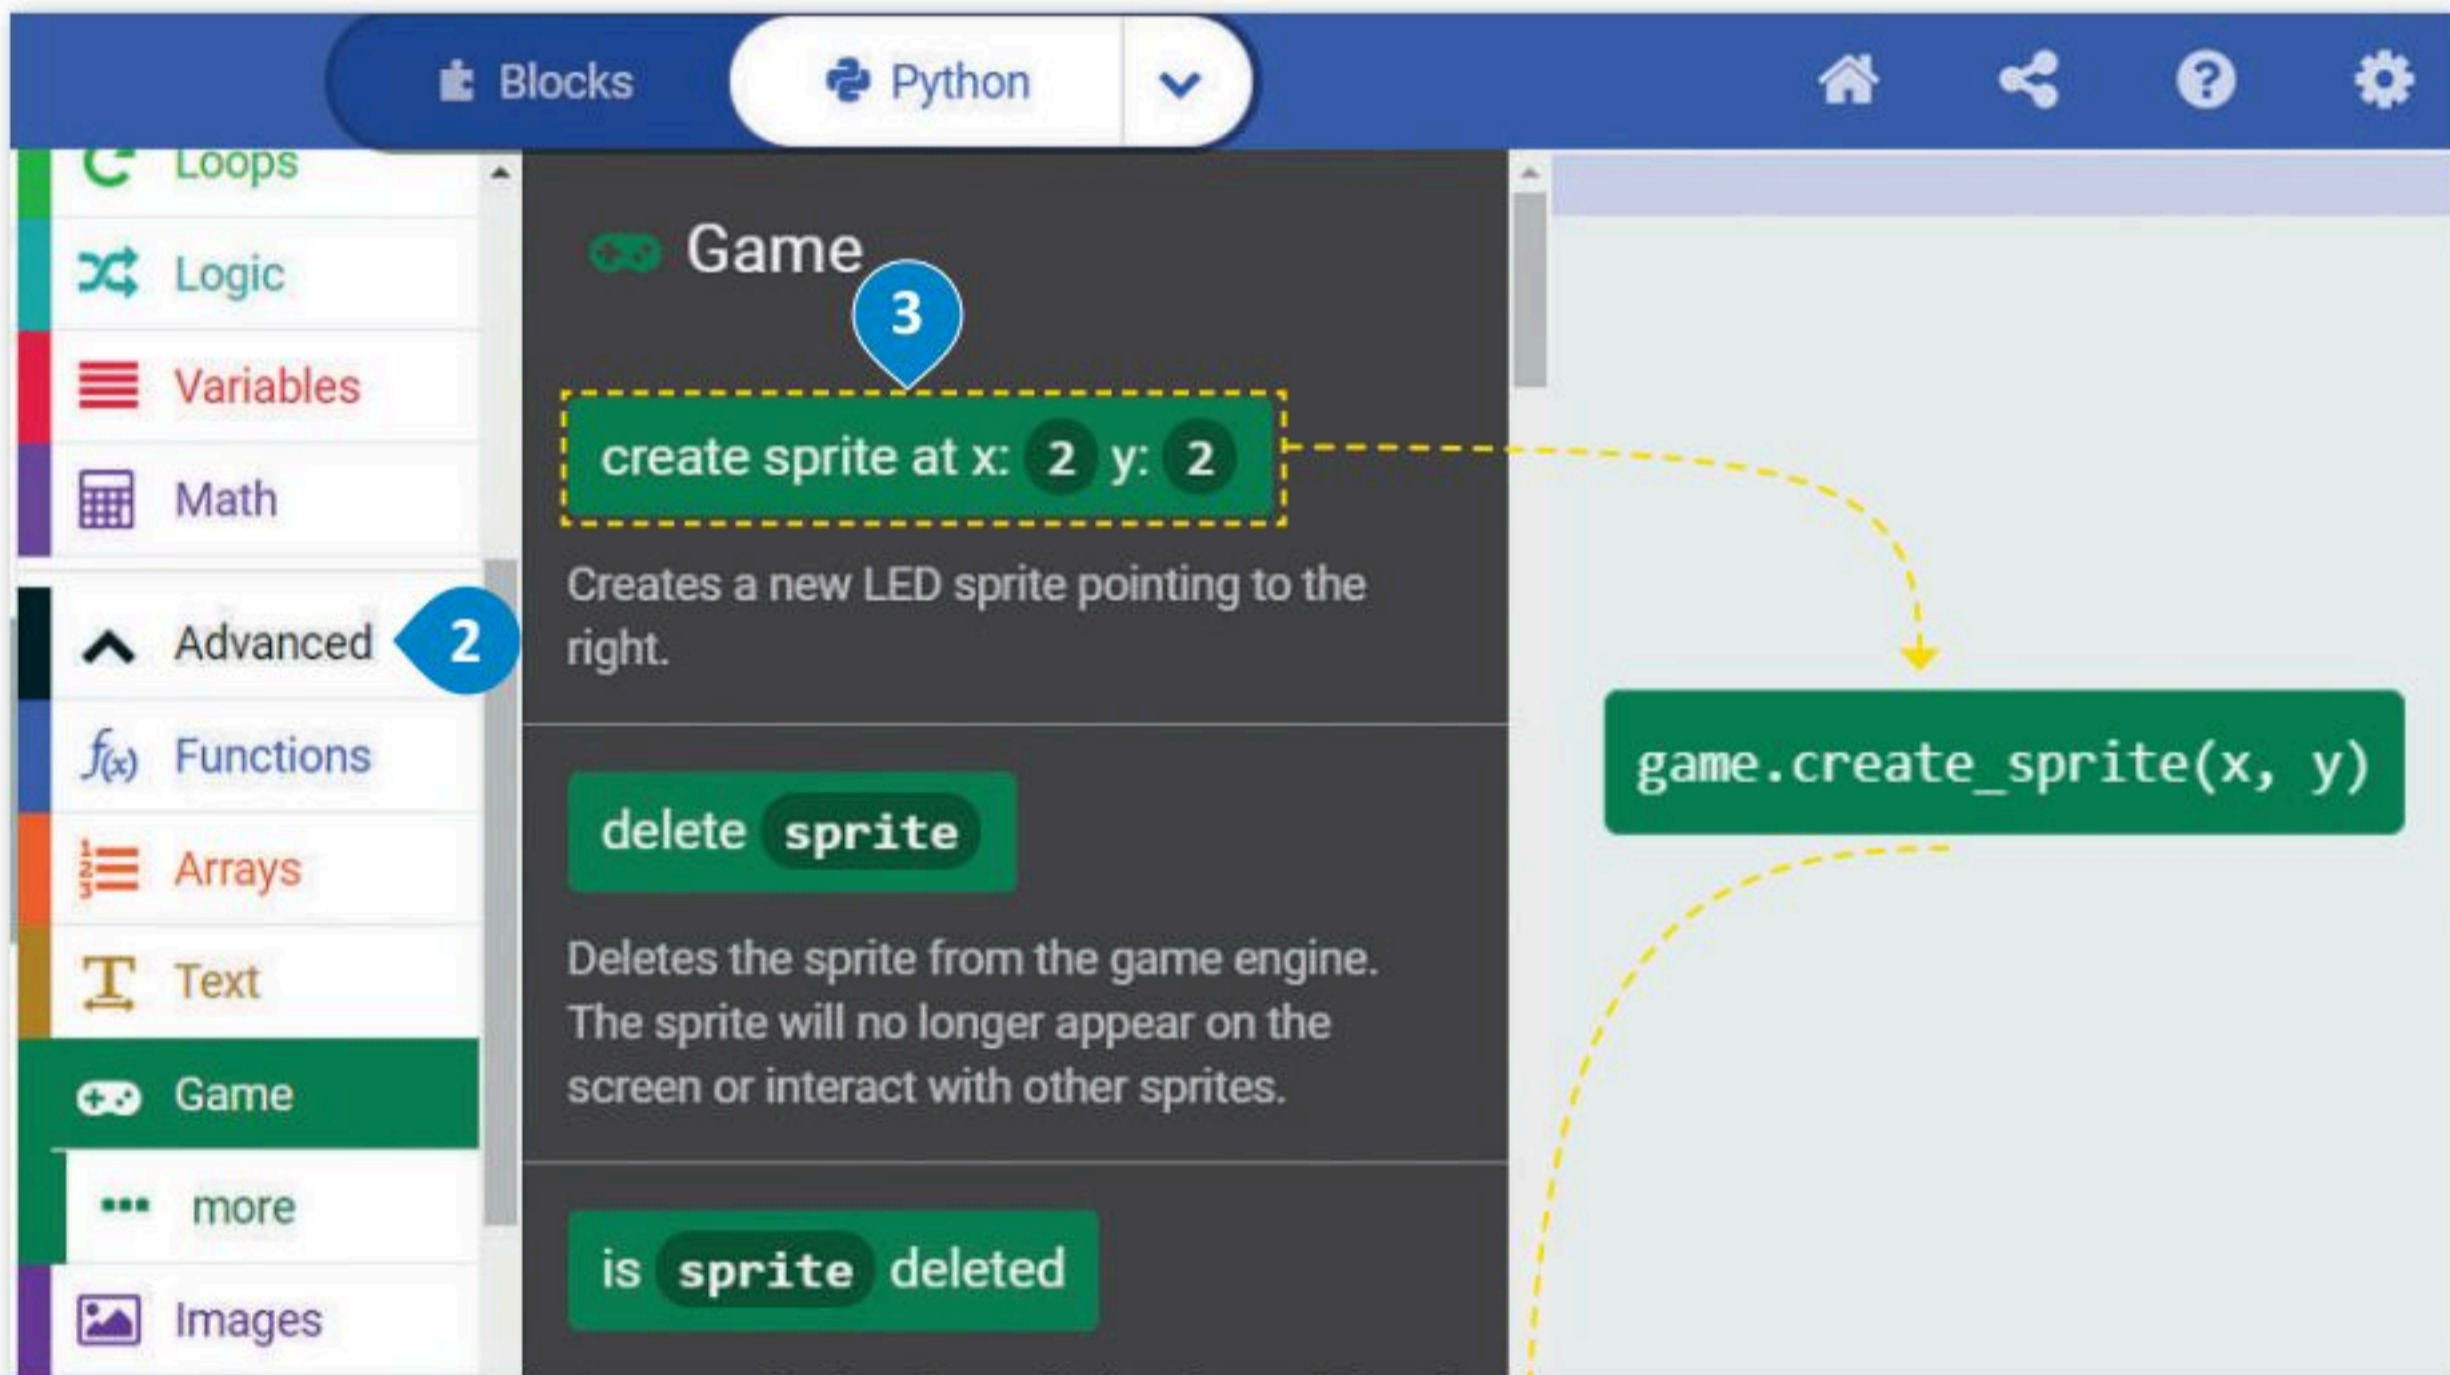 Blocks
Python
Loops
Logic
Variables
Math
Advanced
2
Functions
Arrays
Text
Game
more
Images
Game
3
create sprite at x: 2 y: 2
Creates a new LED sprite pointing to the
right.
delete sprite
Deletes the sprite from the game engine.
The sprite will no longer appear on the
screen or interact with other sprites.
is sprite deleted
game.create_sprite(x, y)